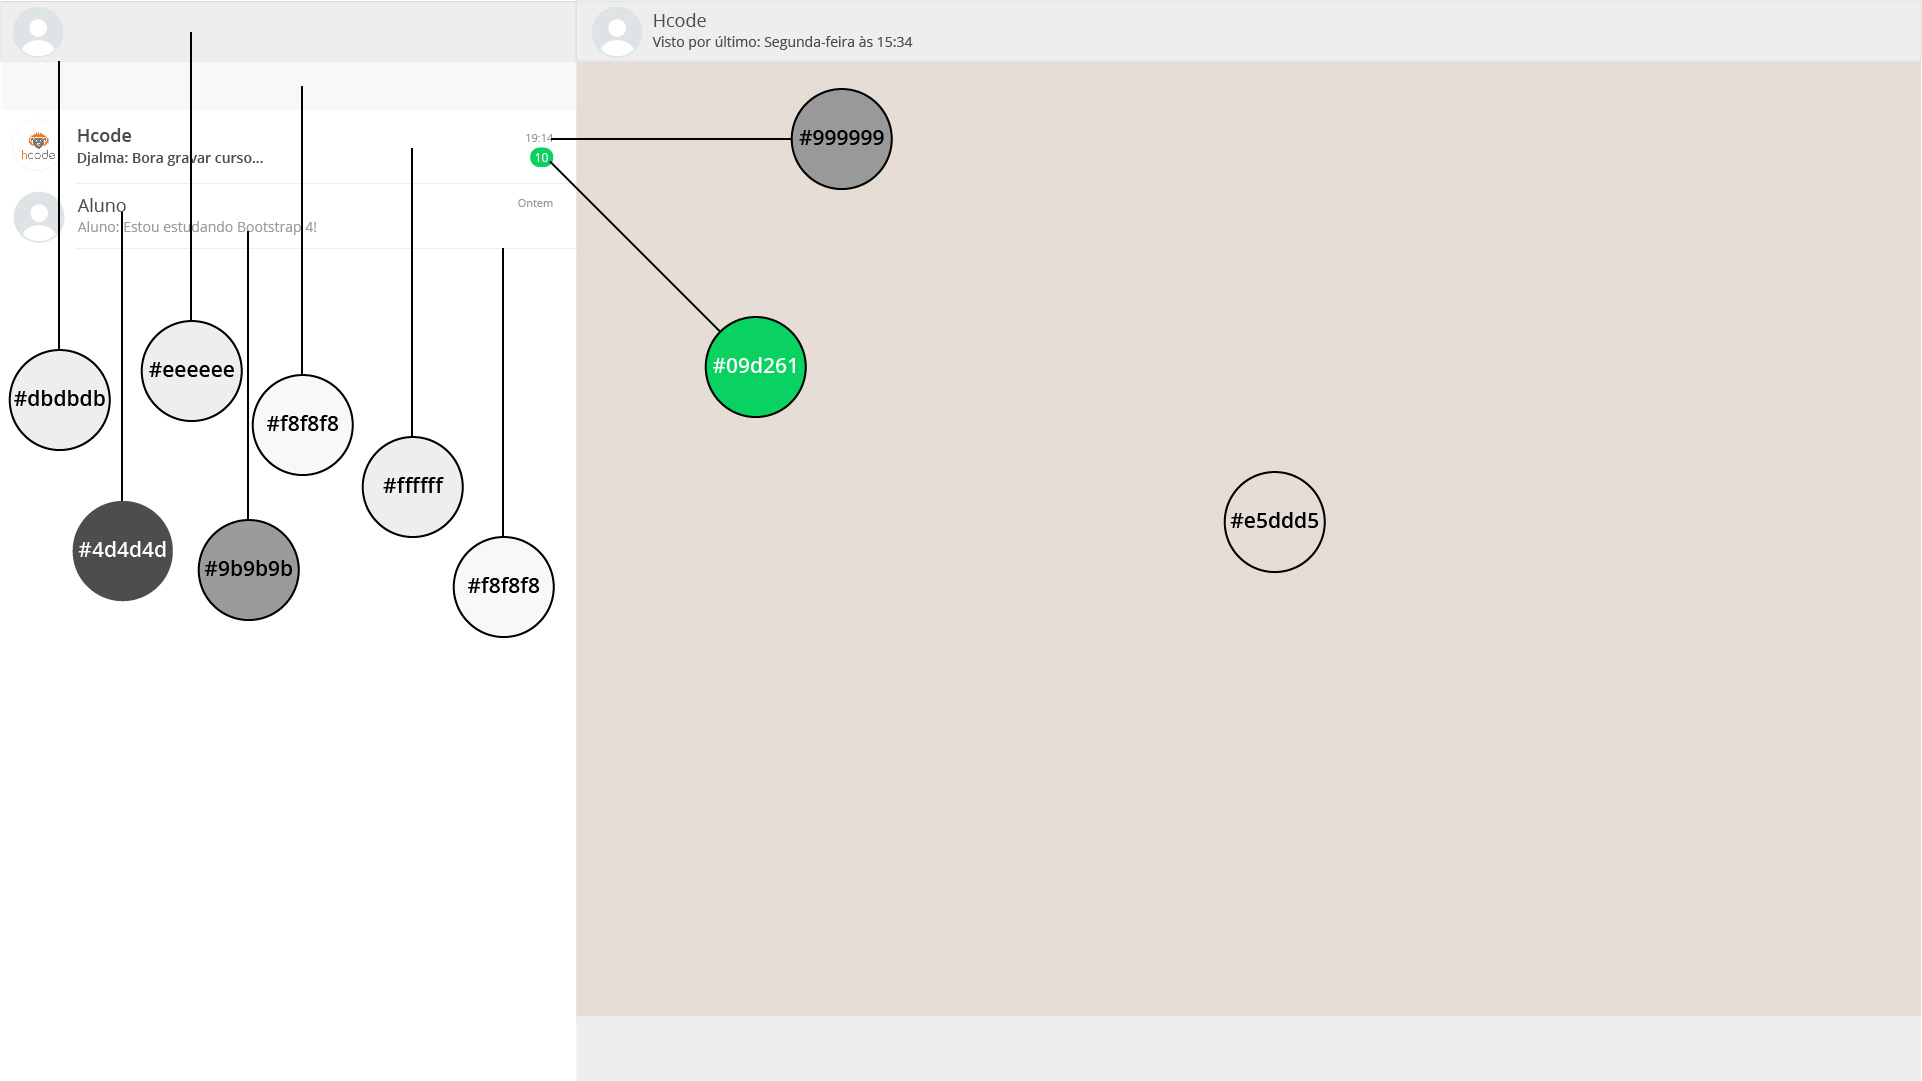 Hcode
Visto por último: Segunda-feira às 15:34
hcode
Hcode
19:14
Djalma: Bora gravar curso...
10
Aluno
Ontem
Aluno: Estou estudando Bootstrap 4!
#999999
#09d261
#dbdbdb
#eeeeee
#f8f8f8
#ffffff
#4d4d4d
#9b9b9b
#f8f8f8
#e5ddd5